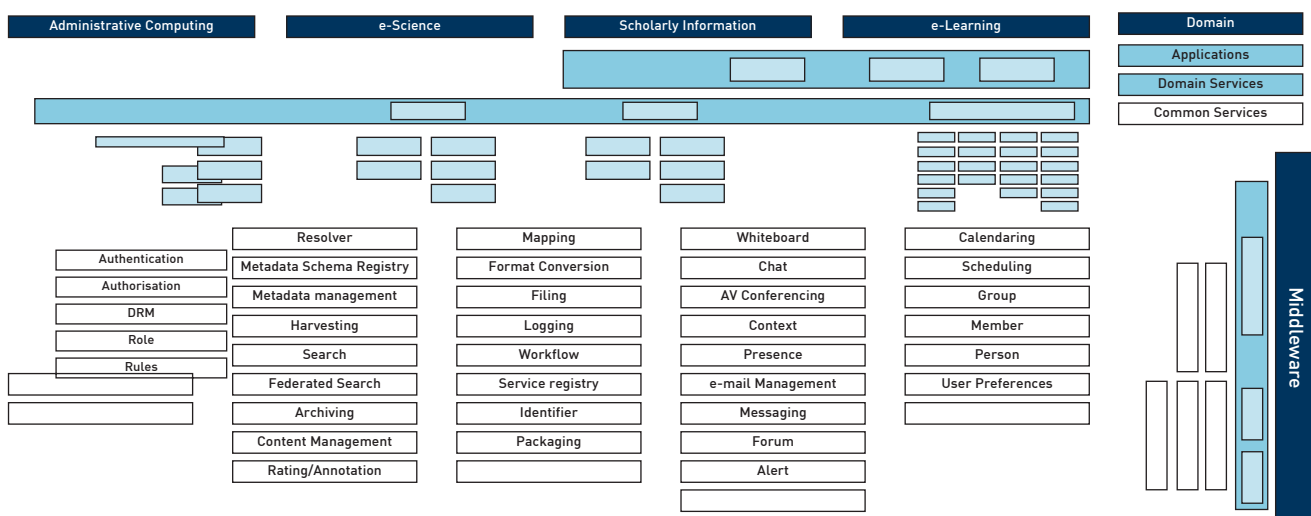 Administrative Computing
e-Science
Scholarly Information
e-Learning
Domain
Applications
Domain Services
Common Services
Authentication
Authorisation
DRM
Role
Rules
Resolver
Metadata Schema Registry
Metadata management
Harvesting
Search
Federated Search
Archiving
Content Management
Rating/Annotation
Mapping
Format Conversion
Filing
Logging
Workflow
Service registry
Identifier
Packaging
Whiteboard
Chat
AV Conferencing
Context
Presence
e-mail Management
Messaging
Forum
Alert
Calendaring
Scheduling
Group
Member
Person
User Preferences
Middleware